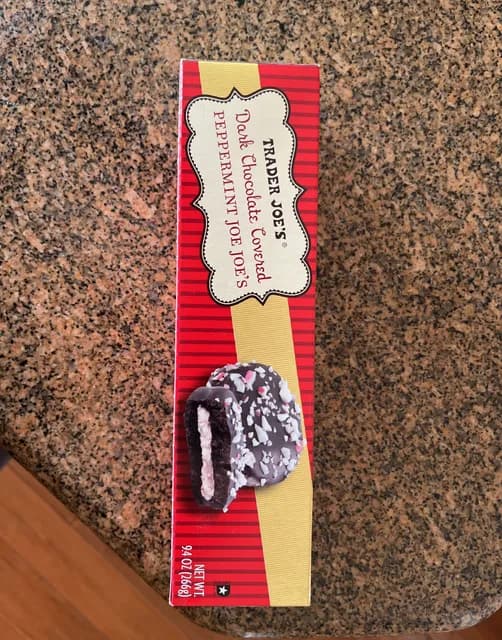 TRADER JOE'S®
Dark Chocolate Covered
PEPPERMINT JOE JOE'S
NET WT.
9.4 OZ (266g)